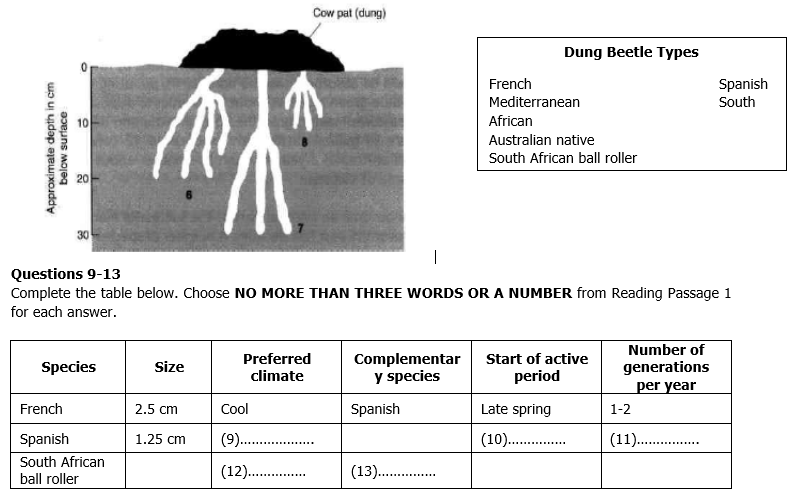 Cow pat (dung)
Approximate depth in cm
below surface
0
10
20
30
6
7
8
Dung Beetle Types
French Spanish
Mediterranean South
African
Australian native
South African ball roller
Questions 9-13
Complete the table below. Choose NO MORE THAN THREE WORDS OR A NUMBER from Reading Passage 1
for each answer.
Species Size Preferred climate Complementar y species Start of active period Number of generations per year
French 2.5 cm Cool Spanish Late spring 1-2
Spanish 1.25 cm (9)................... (10)............... (11)................
South African ball roller (12)............... (13)...............